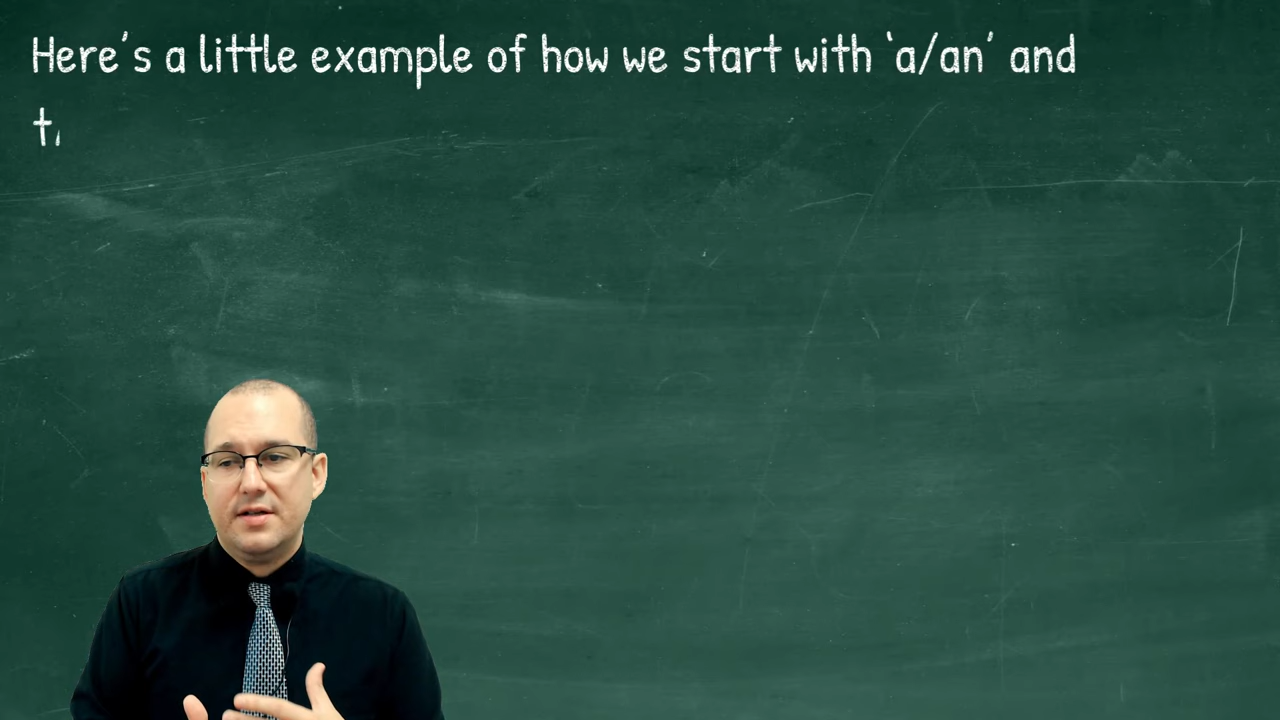 Here's a little example of how we start with ‘a/an’ and